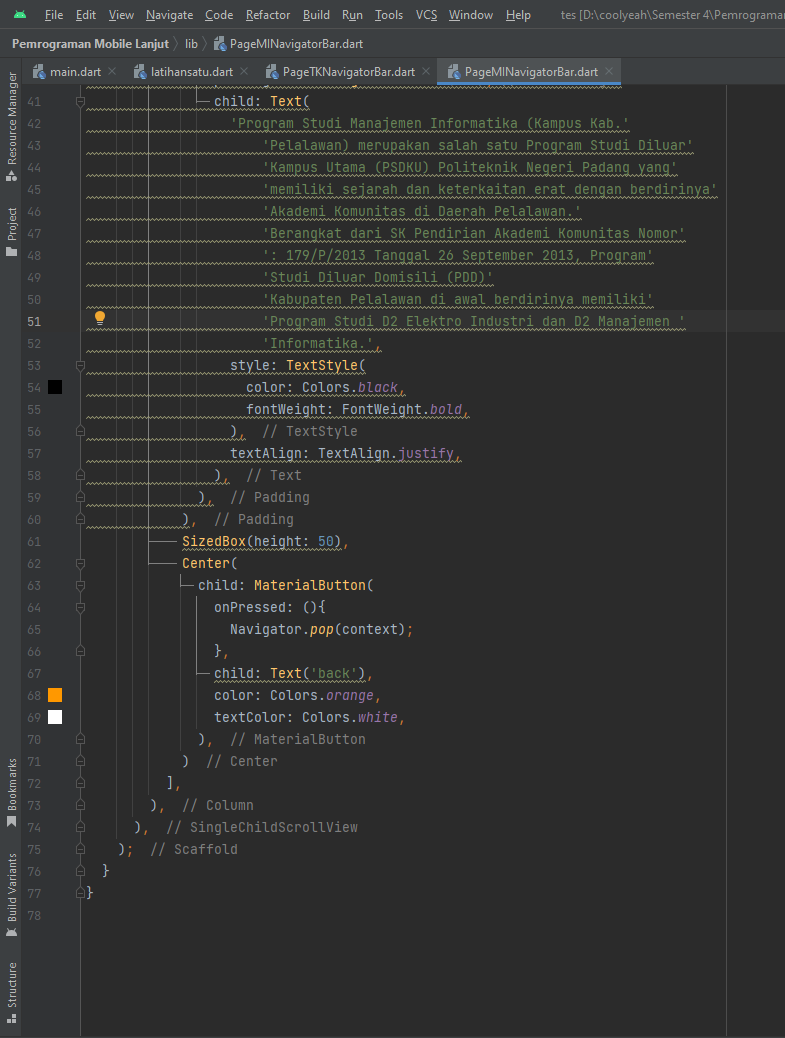 File Edit View Navigate Code Refactor Build Run Tools VCS Window Help tes [D:\coolyeah\Semester 4\Pemrograman
Pemrograman Mobile Lanjut lib PageMINavigatorBar.dart
main.dart latihansatu.dart PageTKNavigatorBar.dart PageMINavigatorBar.dart
Resource Manager
Project
Bookmarks
Build Variants
Structure
41 child: Text(
42 'Program Studi Manajemen Informatika (Kampus Kab.'
43 'Pelalawan) merupakan salah satu Program Studi Diluar'
44 'Kampus Utama (PSDKU) Politeknik Negeri Padang yang'
45 'memiliki sejarah dan keterkaitan erat dengan berdirinya'
46 'Akademi Komunitas di Daerah Pelalawan.'
47 'Berangkat dari SK Pendirian Akademi Komunitas Nomor'
48 ': 179/P/2013 Tanggal 26 September 2013, Program'
49 'Studi Diluar Domisili (PDD)'
50 'Kabupaten Pelalawan di awal berdirinya memiliki'
51 'Program Studi D2 Elektro Industri dan D2 Manajemen '
52 'Informatika.',
53 style: TextStyle(
54 color: Colors.black,
55 fontWeight: FontWeight.bold,
56 ), // TextStyle
57 textAlign: TextAlign.justify,
58 ), // Text
59 ), // Padding
60 ), // Padding
61 SizedBox(height: 50),
62 Center(
63 child: MaterialButton(
64 onPressed: (){
65 Navigator.pop(context);
66 },
67 child: Text('back'),
68 color: Colors.orange,
69 textColor: Colors.white,
70 ), // MaterialButton
71 ) // Center
72 ],
73 ), // Column
74 ), // SingleChildScrollView
75 ); // Scaffold
76 }
77 }
78